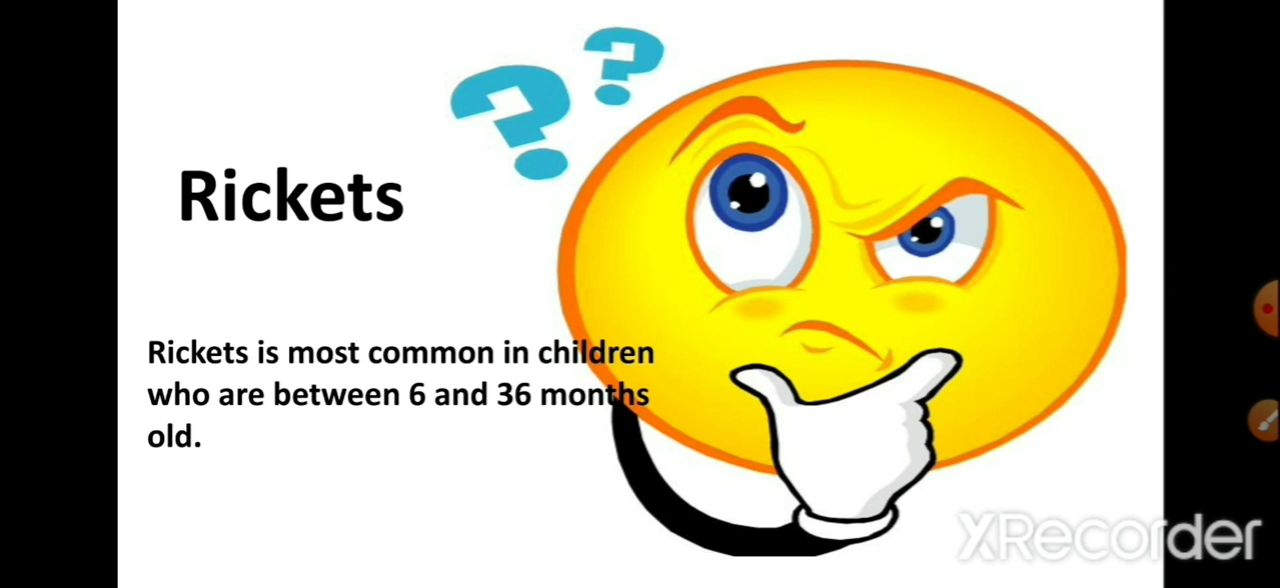 Rickets
Rickets is most common in children
who are between 6 and 36 months
old.
XRecorder